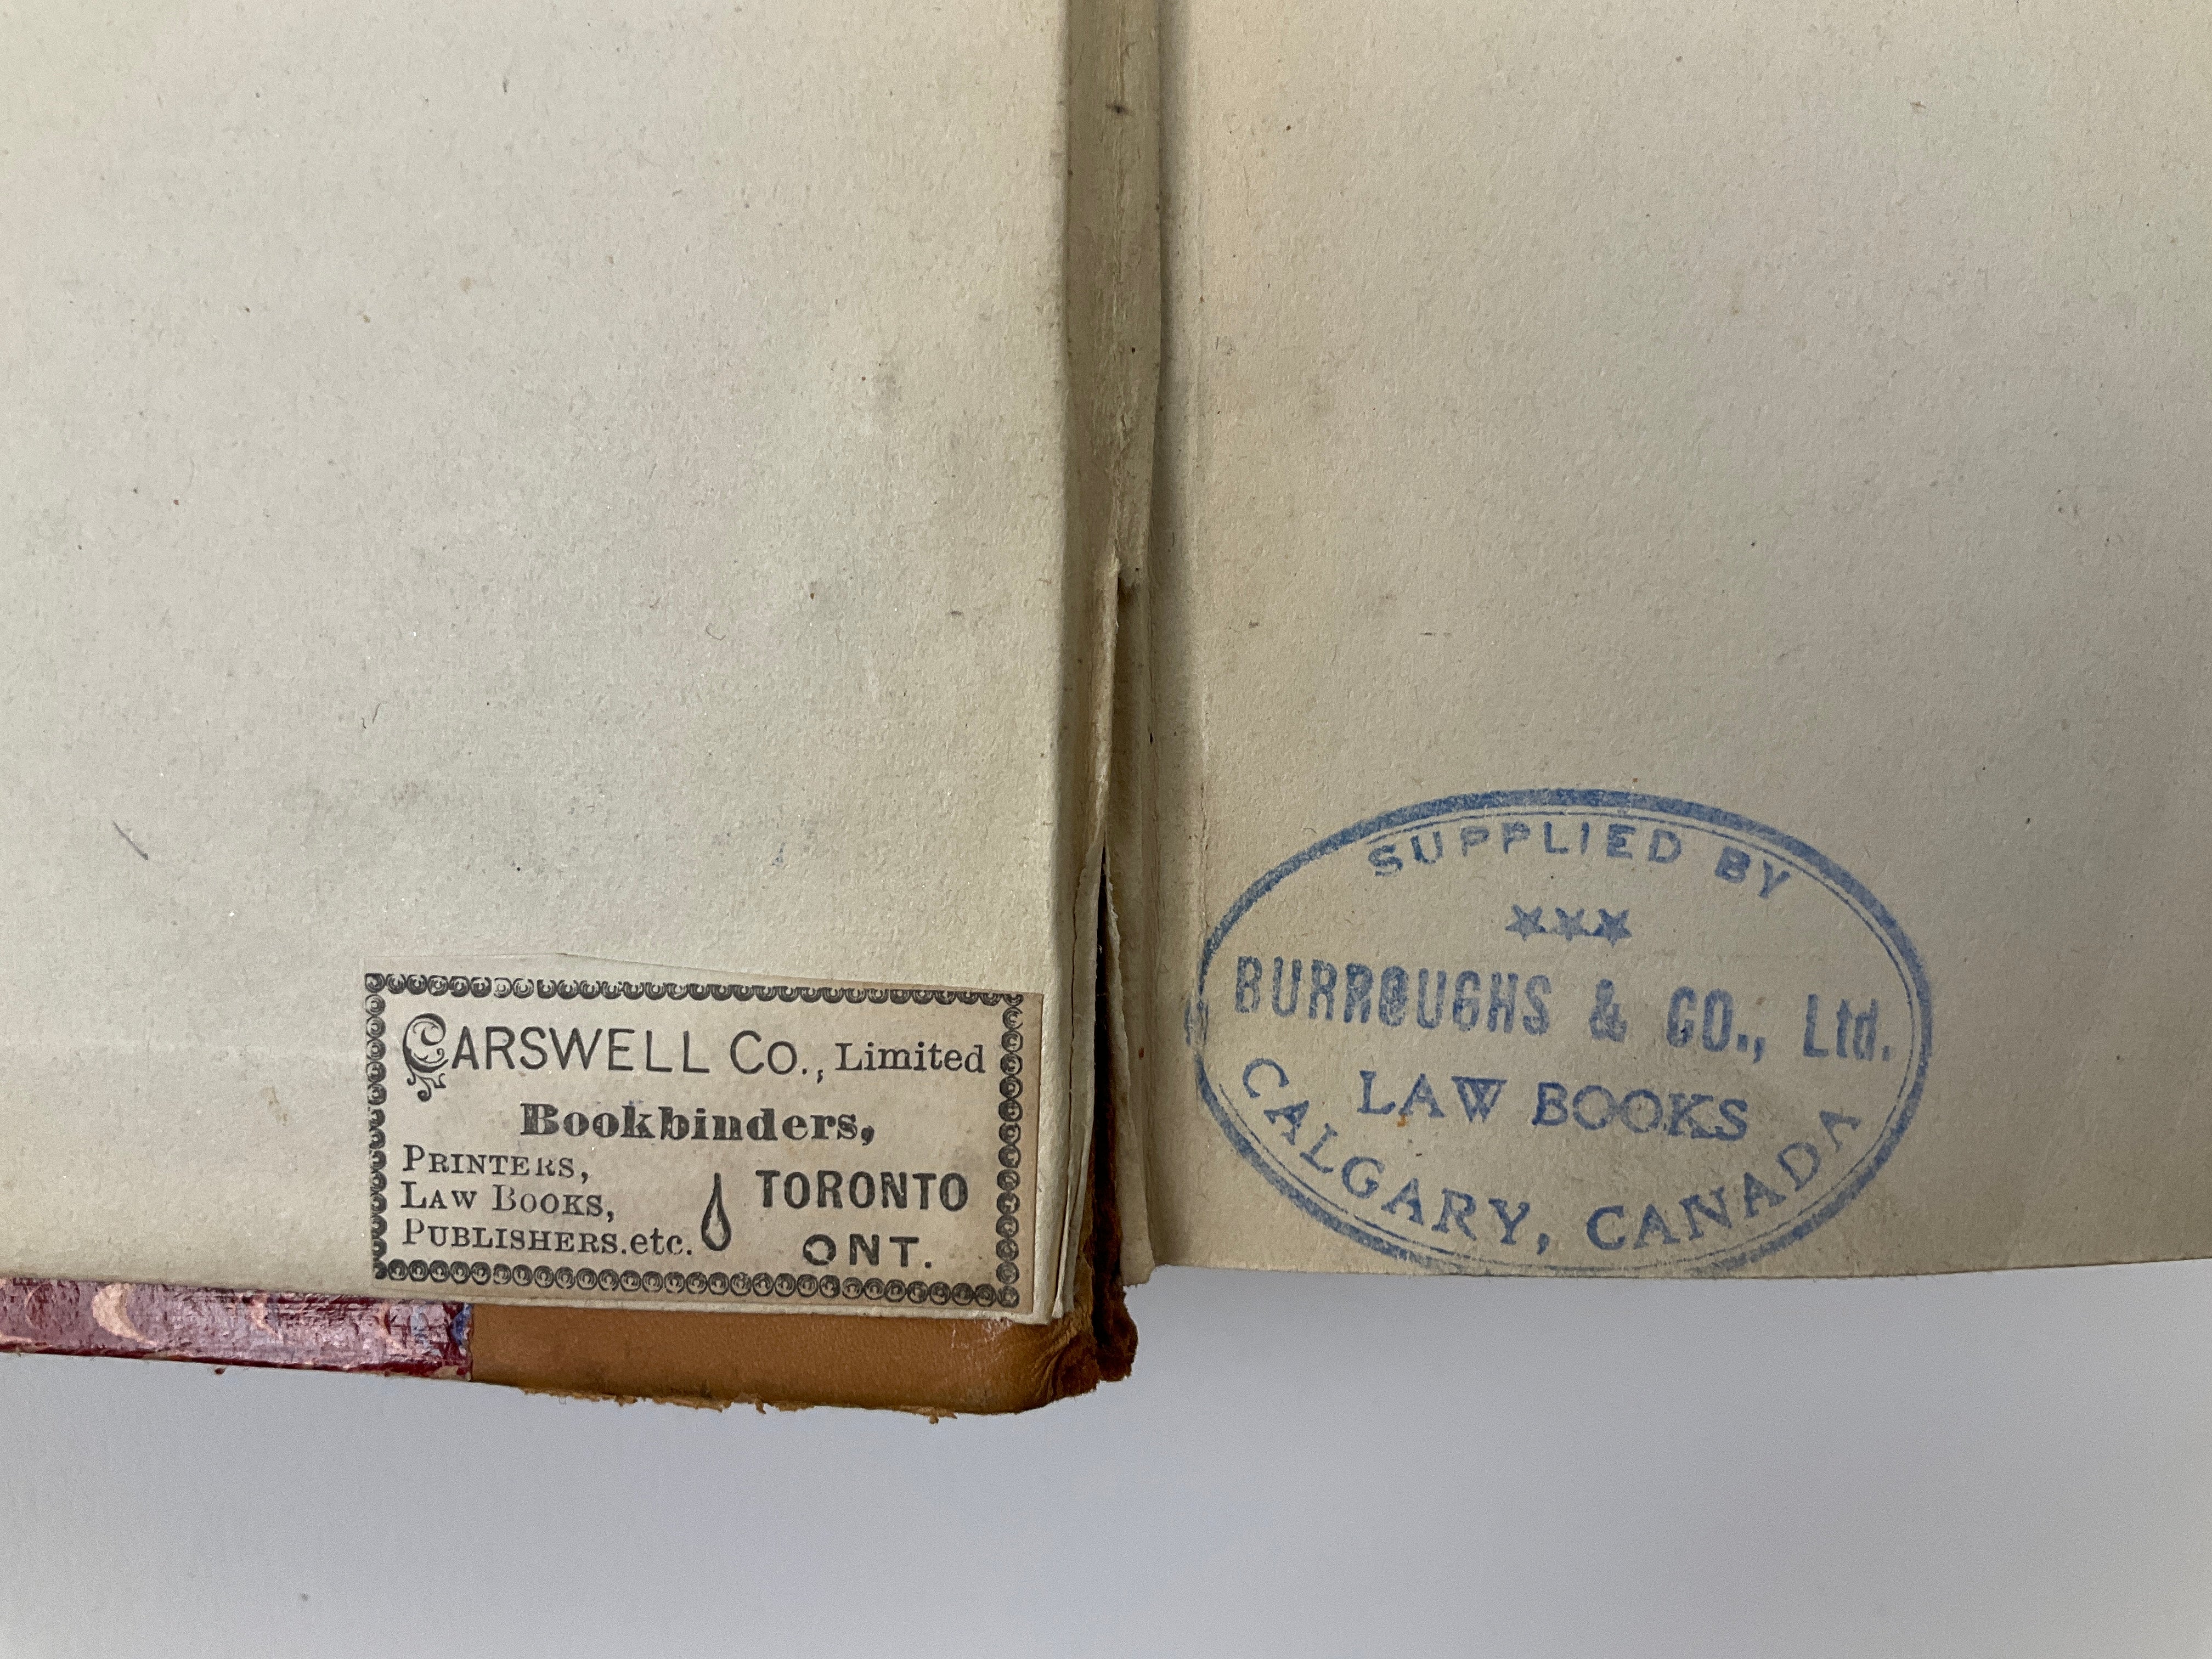 CARSWELL CO., Limited
Bookbinders,
PRINTERS,
LAW BOOKS,
PUBLISHERS.etc.
TORONTO
ONT.
SUPPLIED BY
BURROUGHS & CO., Ltd.
LAW BOOKS
CALGARY, CANADA